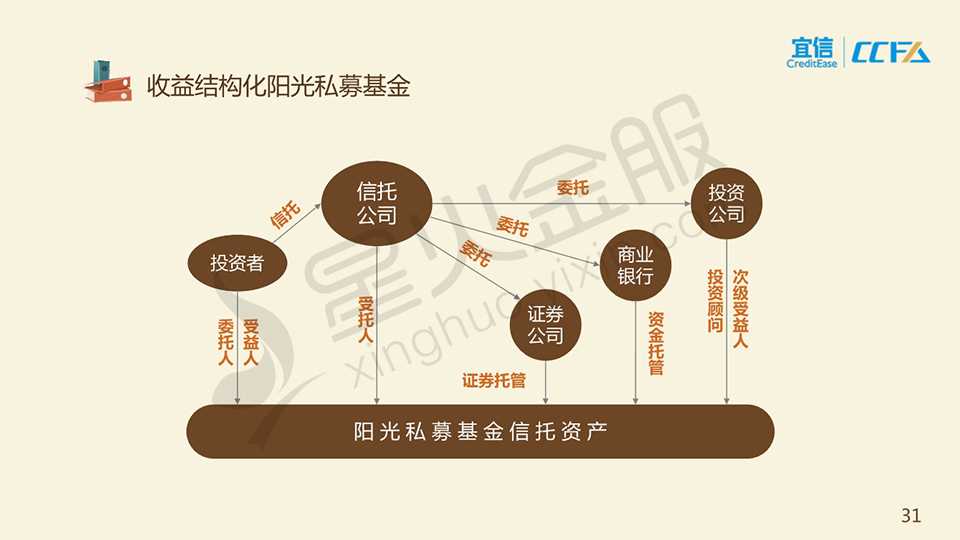 宜信
CreditEase
CCFA
收益结构化阳光私募基金
信托
公司
委托
投资
公司
信托
委托
商业
银行
投资者
委托
证券
公司
委托人
受益人
受托人
证券托管
资金托管
投资顾问
次级受益人
阳光私募基金信托资产
星火金服
31